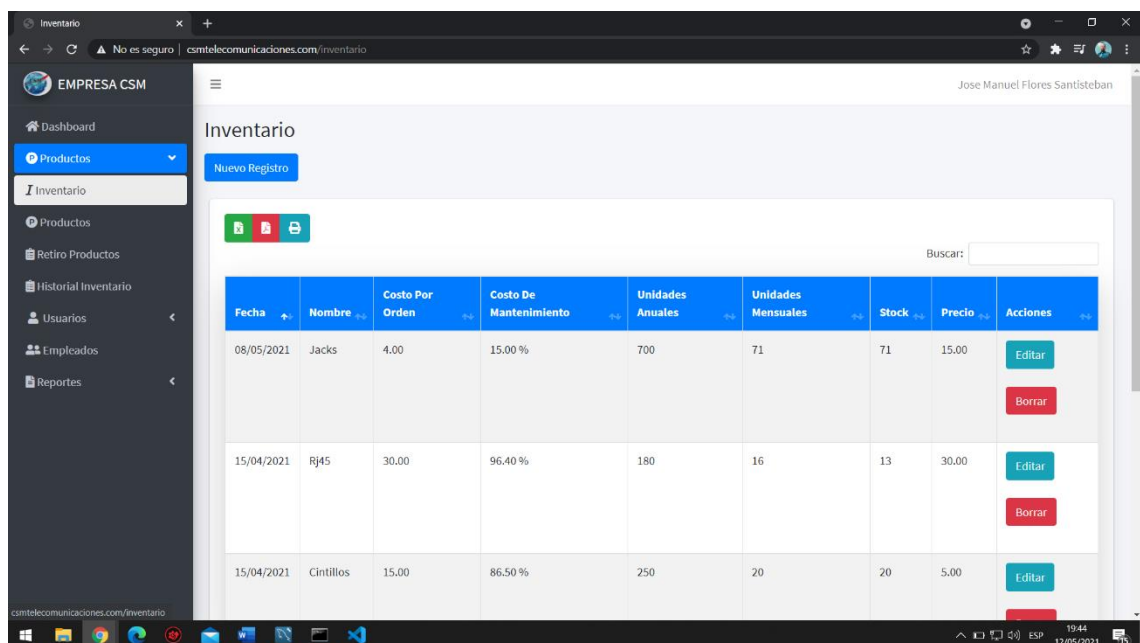 Inventario
No es seguro | csmtelecomunicaciones.com/inventario
EMPRESA CSM
Jose Manuel Flores Santisteban
Dashboard
Productos
Inventario
Productos
Retiro Productos
Historial Inventario
Usuarios
Empleados
Reportes
Inventario
Nuevo Registro
Buscar:
Fecha Nombre Costo Por Orden Costo De Mantenimiento Unidades Anuales Unidades Mensuales Stock Precio Acciones
08/05/2021 Jacks 4.00 15.00 % 700 71 71 15.00 Editar
Borrar
15/04/2021 Rj45 30.00 96.40 % 180 16 13 30.00 Editar
Borrar
15/04/2021 Cintillos 15.00 86.50 % 250 20 20 5.00 Editar
csmtelecomunicaciones.com/inventario
ESP
19:44
12/05/2021